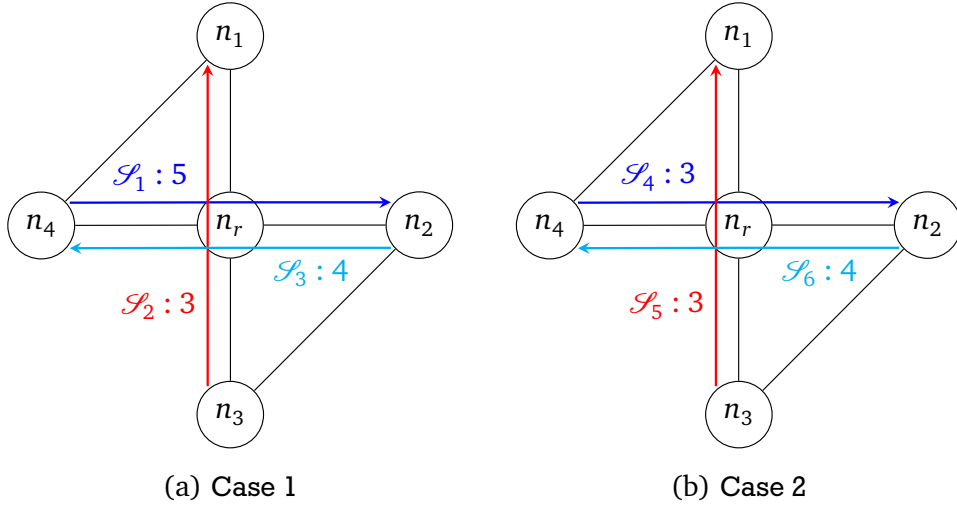 n₁
n₁
𝒮₁ : 5
𝒮₄ : 3
n₄
nᵣ
n₂
n₄
nᵣ
n₂
𝒮₃ : 4
𝒮₆ : 4
𝒮₂ : 3
𝒮₅ : 3
n₃
n₃
(a) Case 1
(b) Case 2